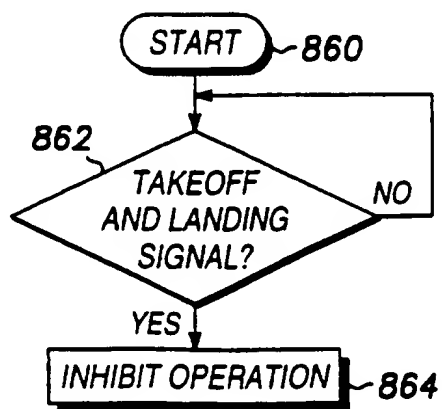 START
860
862
TAKEOFF
AND LANDING
SIGNAL?
NO
YES
INHIBIT OPERATION
864